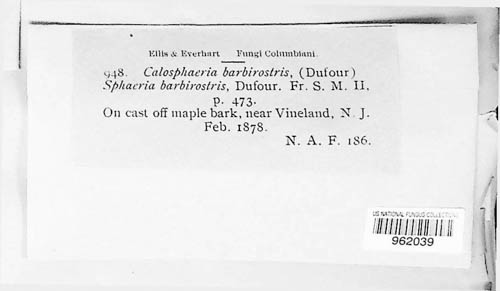 Ellis & Everhart Fungi Columbiani.
948. Calosphaeria barbirostris, (Dufour)
Sphaeria barbirostris, Dufour. Fr. S. M. II,
p. 473.
On cast off maple bark, near Vineland, N. J.
Feb. 1878.
N. A. F. 186.
US NATIONAL FUNGUS COLLECTIONS
962039